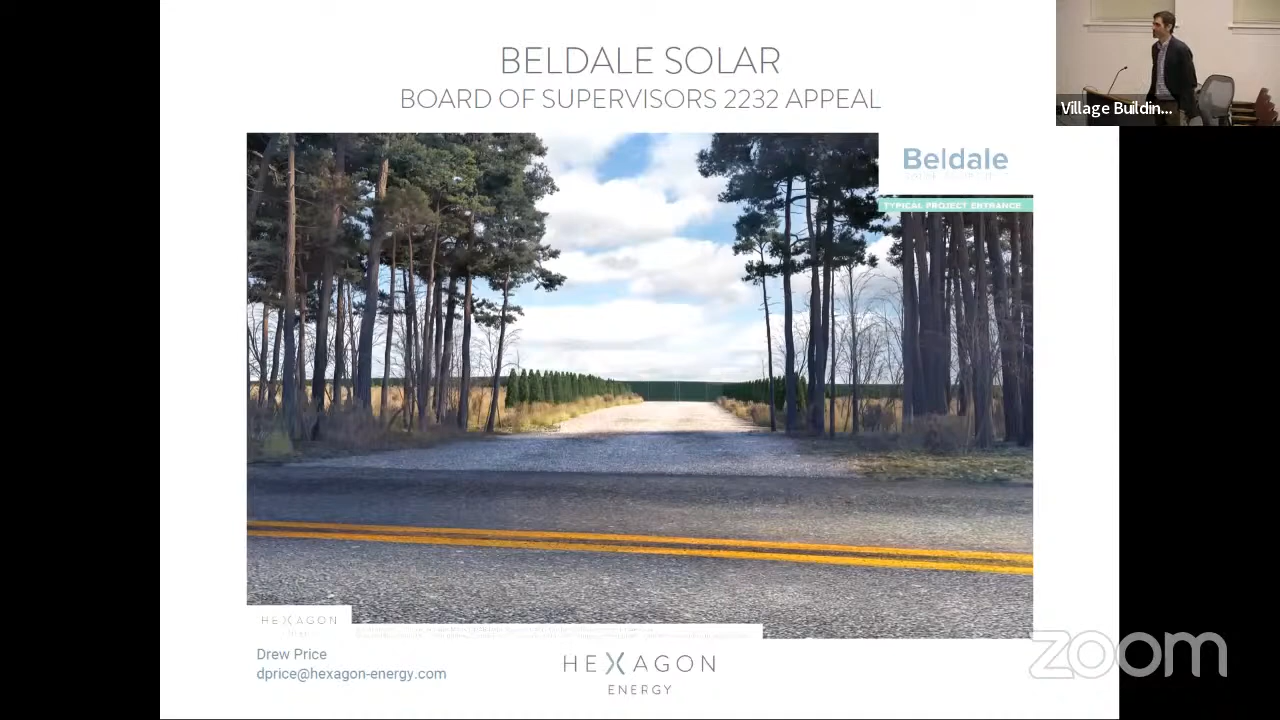 BELDALE SOLAR
BOARD OF SUPERVISORS 2232 APPEAL
Village Buildin...
Beldale
TYPICAL PROJECT ENTRANCE
HEXAGON
Drew Price
dprice@hexagon-energy.com
HEXAGON
ENERGY
zoom